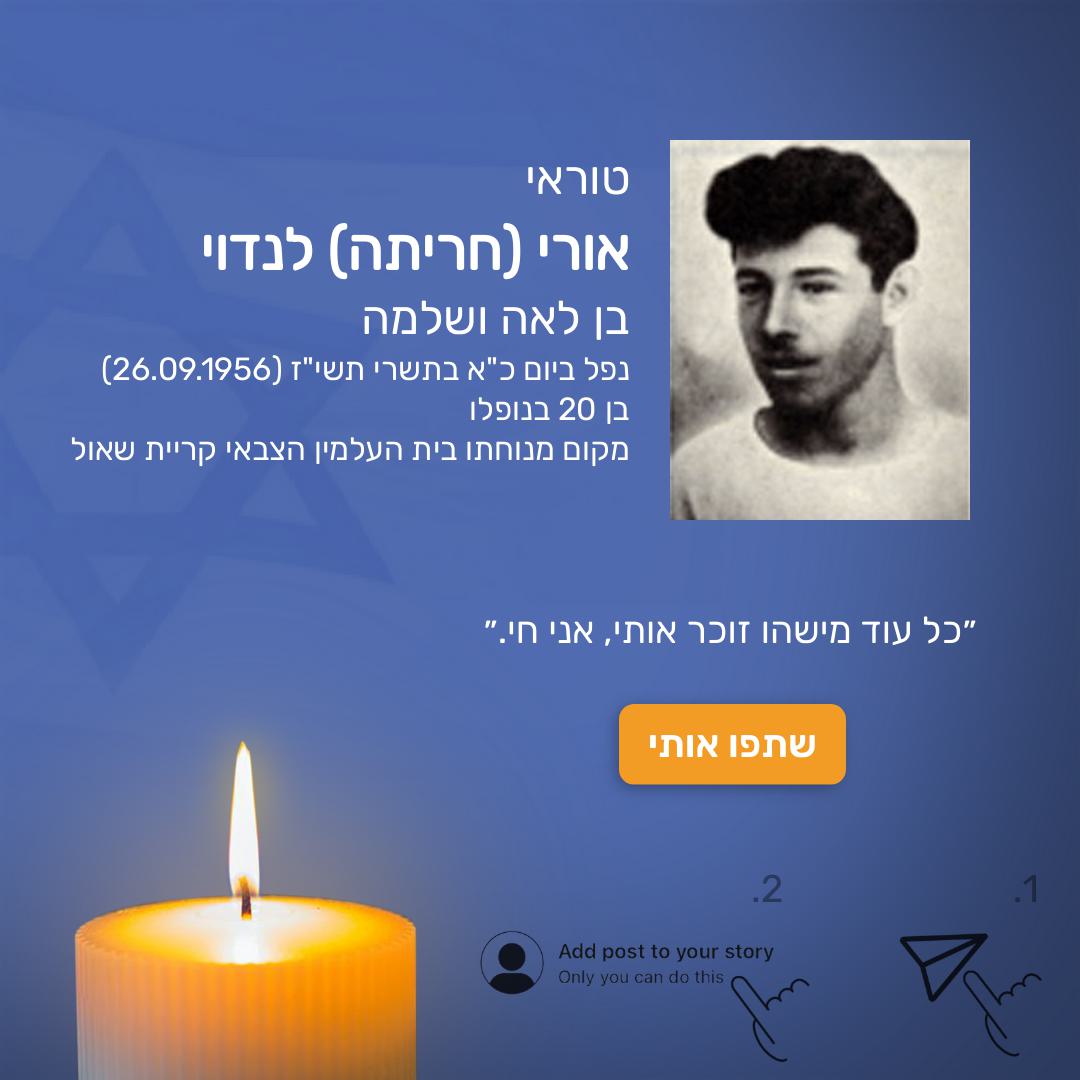 טוראי
אורי (חריתה) לנדוי
בן לאה ושלמה
נפל ביום כ"א בתשרי תשי"ז (26.09.1956)
בן 20 בנופלו
מקום מנוחתו בית העלמין הצבאי קריית שאול
״כל עוד מישהו זוכר אותי, אני חי.״
שתפו אותי
1.
2.
Add post to your story
Only you can do this